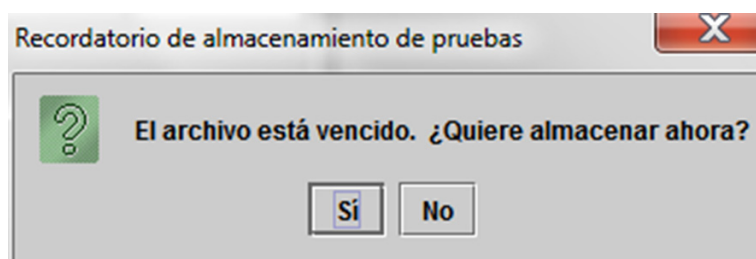 Recordatorio de almacenamiento de pruebas
El archivo está vencido. ¿Quiere almacenar ahora?
Sí No